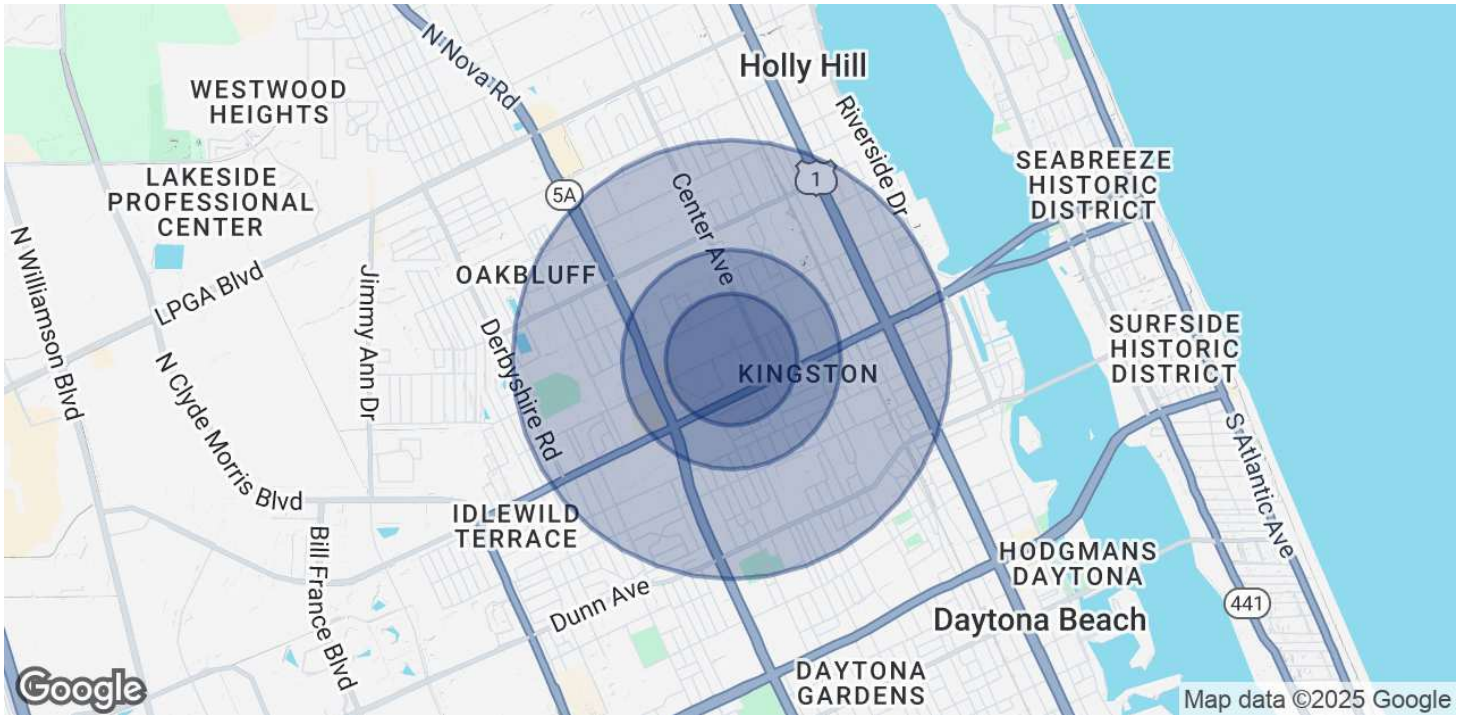 N Nova Rd
Holly Hill
WESTWOOD
HEIGHTS
Riverside Dr
SEABREEZE
HISTORIC
DISTRICT
LAKESIDE
PROFESSIONAL
CENTER
5A
1
Center Ave
N Williamson Blvd
LPGA Blvd
Jimmy Ann Dr
OAKBLUFF
Derbyshire Rd
SURFSIDE
HISTORIC
DISTRICT
KINGSTON
N Clyde Morris Blvd
S Atlantic Ave
IDLEWILD
TERRACE
Bill France Blvd
Dunn Ave
HODGMANS
DAYTONA
441
Daytona Beach
DAYTONA
GARDENS
Google
Map data ©2025 Google